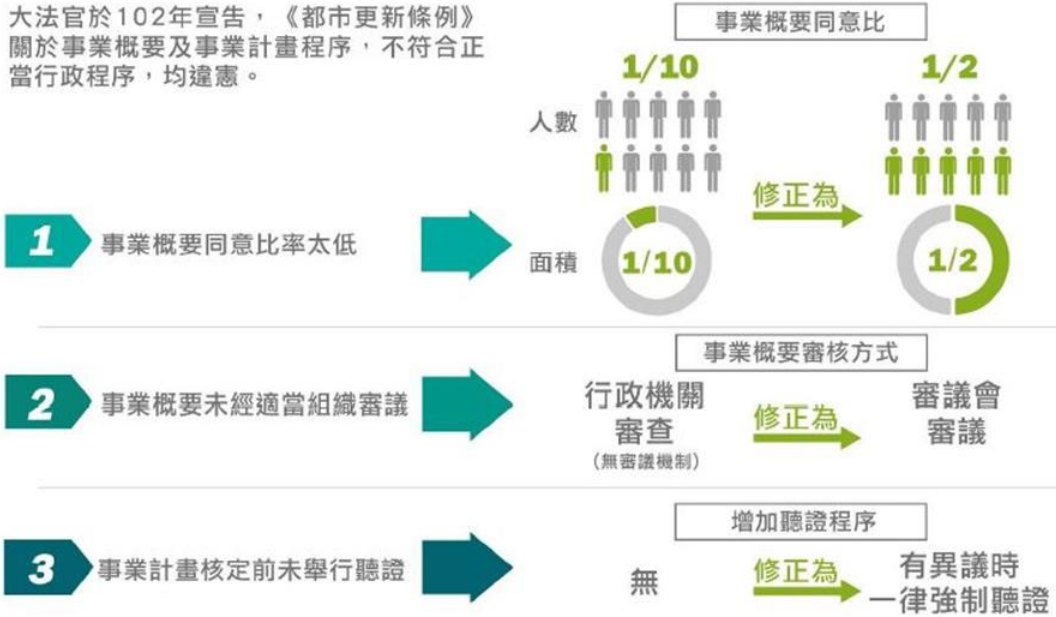 大法官於102年宣告，《都市更新條例》
關於事業概要及事業計畫程序，不符合正
當行政程序，均違憲。
事業概要同意比
1/10
1/2
人數
修正為
1
事業概要同意比率太低
面積
1/10
1/2
事業概要審核方式
2
事業概要未經適當組織審議
行政機關
審查
(無審議機制)
修正為
審議會
審議
增加聽證程序
3
事業計畫核定前未舉行聽證
無
修正為
有異議時
一律強制聽證